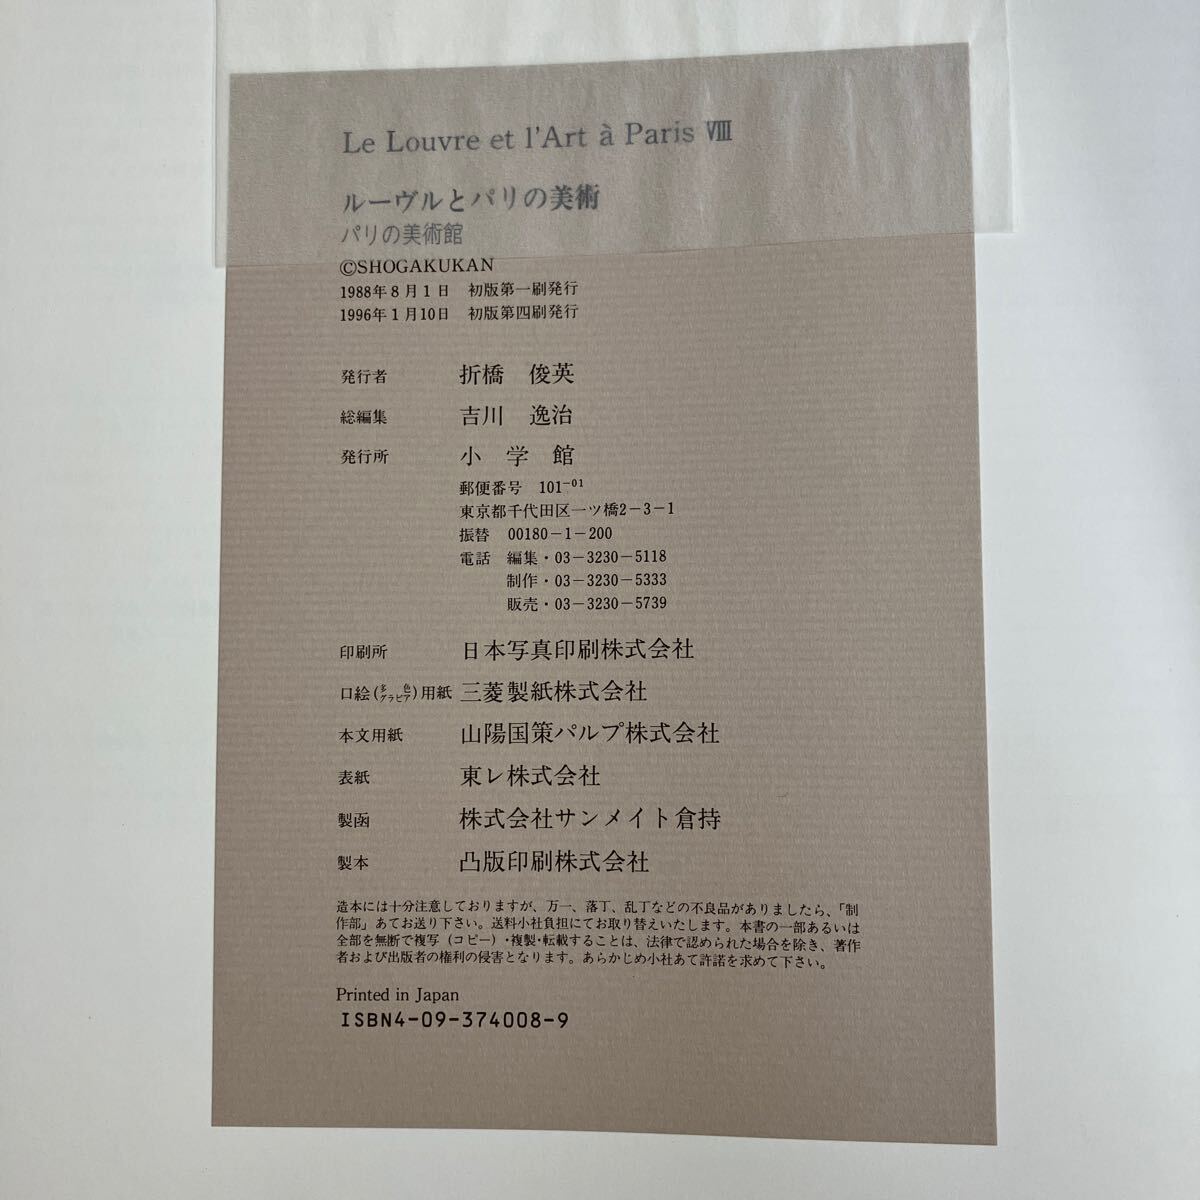 Le Louvre et l'Art à Paris Ⅷ
ルーヴルとパリの美術
パリの美術館
©SHOGAKUKAN
1988年8月1日 初版第一刷発行
1996年1月10日 初版第四刷発行
発行者 折橋 俊英
総編集 吉川 逸治
発行所 小学館
郵便番号 101-01
東京都千代田区一ツ橋2-3-1
振替 00180-1-200
電話 編集・03-3230-5118
制作・03-3230-5333
販売・03-3230-5739
印刷所 日本写真印刷株式会社
口絵(多色グラビア)用紙 三菱製紙株式会社
本文用紙 山陽国策パルプ株式会社
表紙 東レ株式会社
製函 株式会社サンメイト倉持
製本 凸版印刷株式会社
造本には十分注意しておりますが、万一、落丁、乱丁などの不良品がありましたら、「制
作部」あてお送り下さい。送料小社負担にてお取り替えいたします。本書の一部あるいは
全部を無断で複写（コピー）・複製・転載することは、法律で認められた場合を除き、著作
者および出版者の権利の侵害となります。あらかじめ小社あて許諾を求めて下さい。
Printed in Japan
ISBN4-09-374008-9